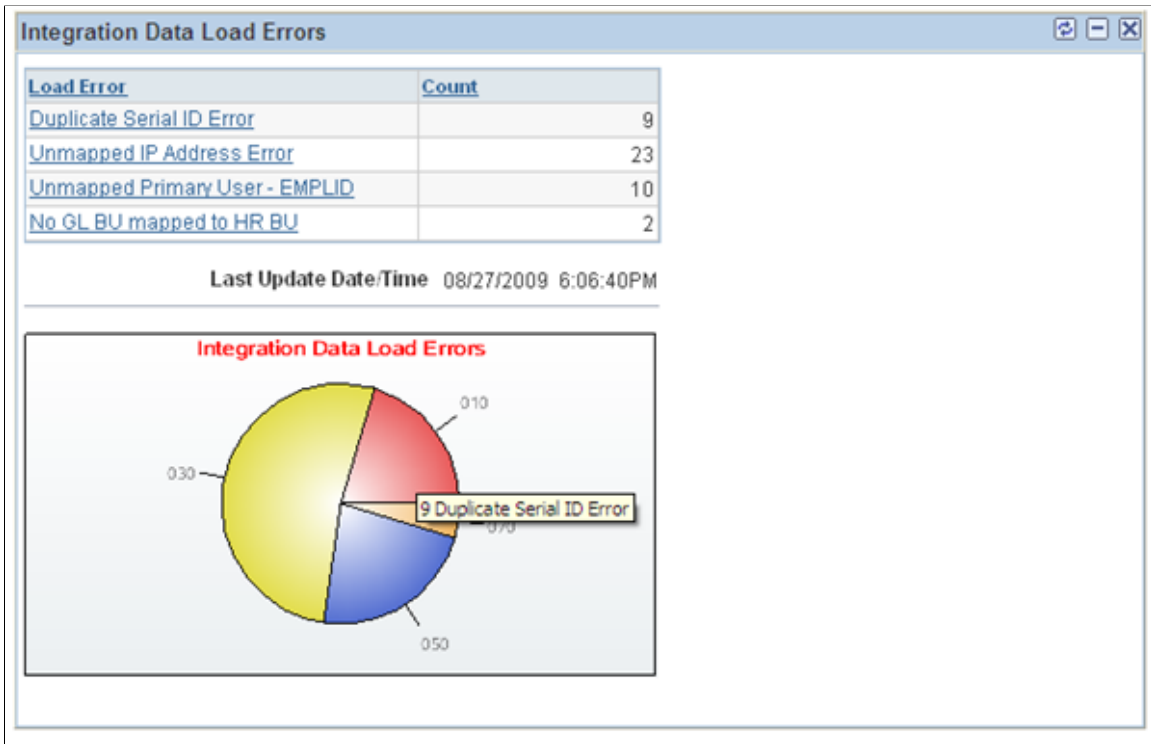 Integration Data Load Errors
Load Error Count
Duplicate Serial ID Error 9
Unmapped IP Address Error 23
Unmapped Primary User - EMPLID 10
No GL BU mapped to HR BU 2
Last Update Date/Time 08/27/2009 6:06:40PM
Integration Data Load Errors
010
030
9 Duplicate Serial ID Error
070
050